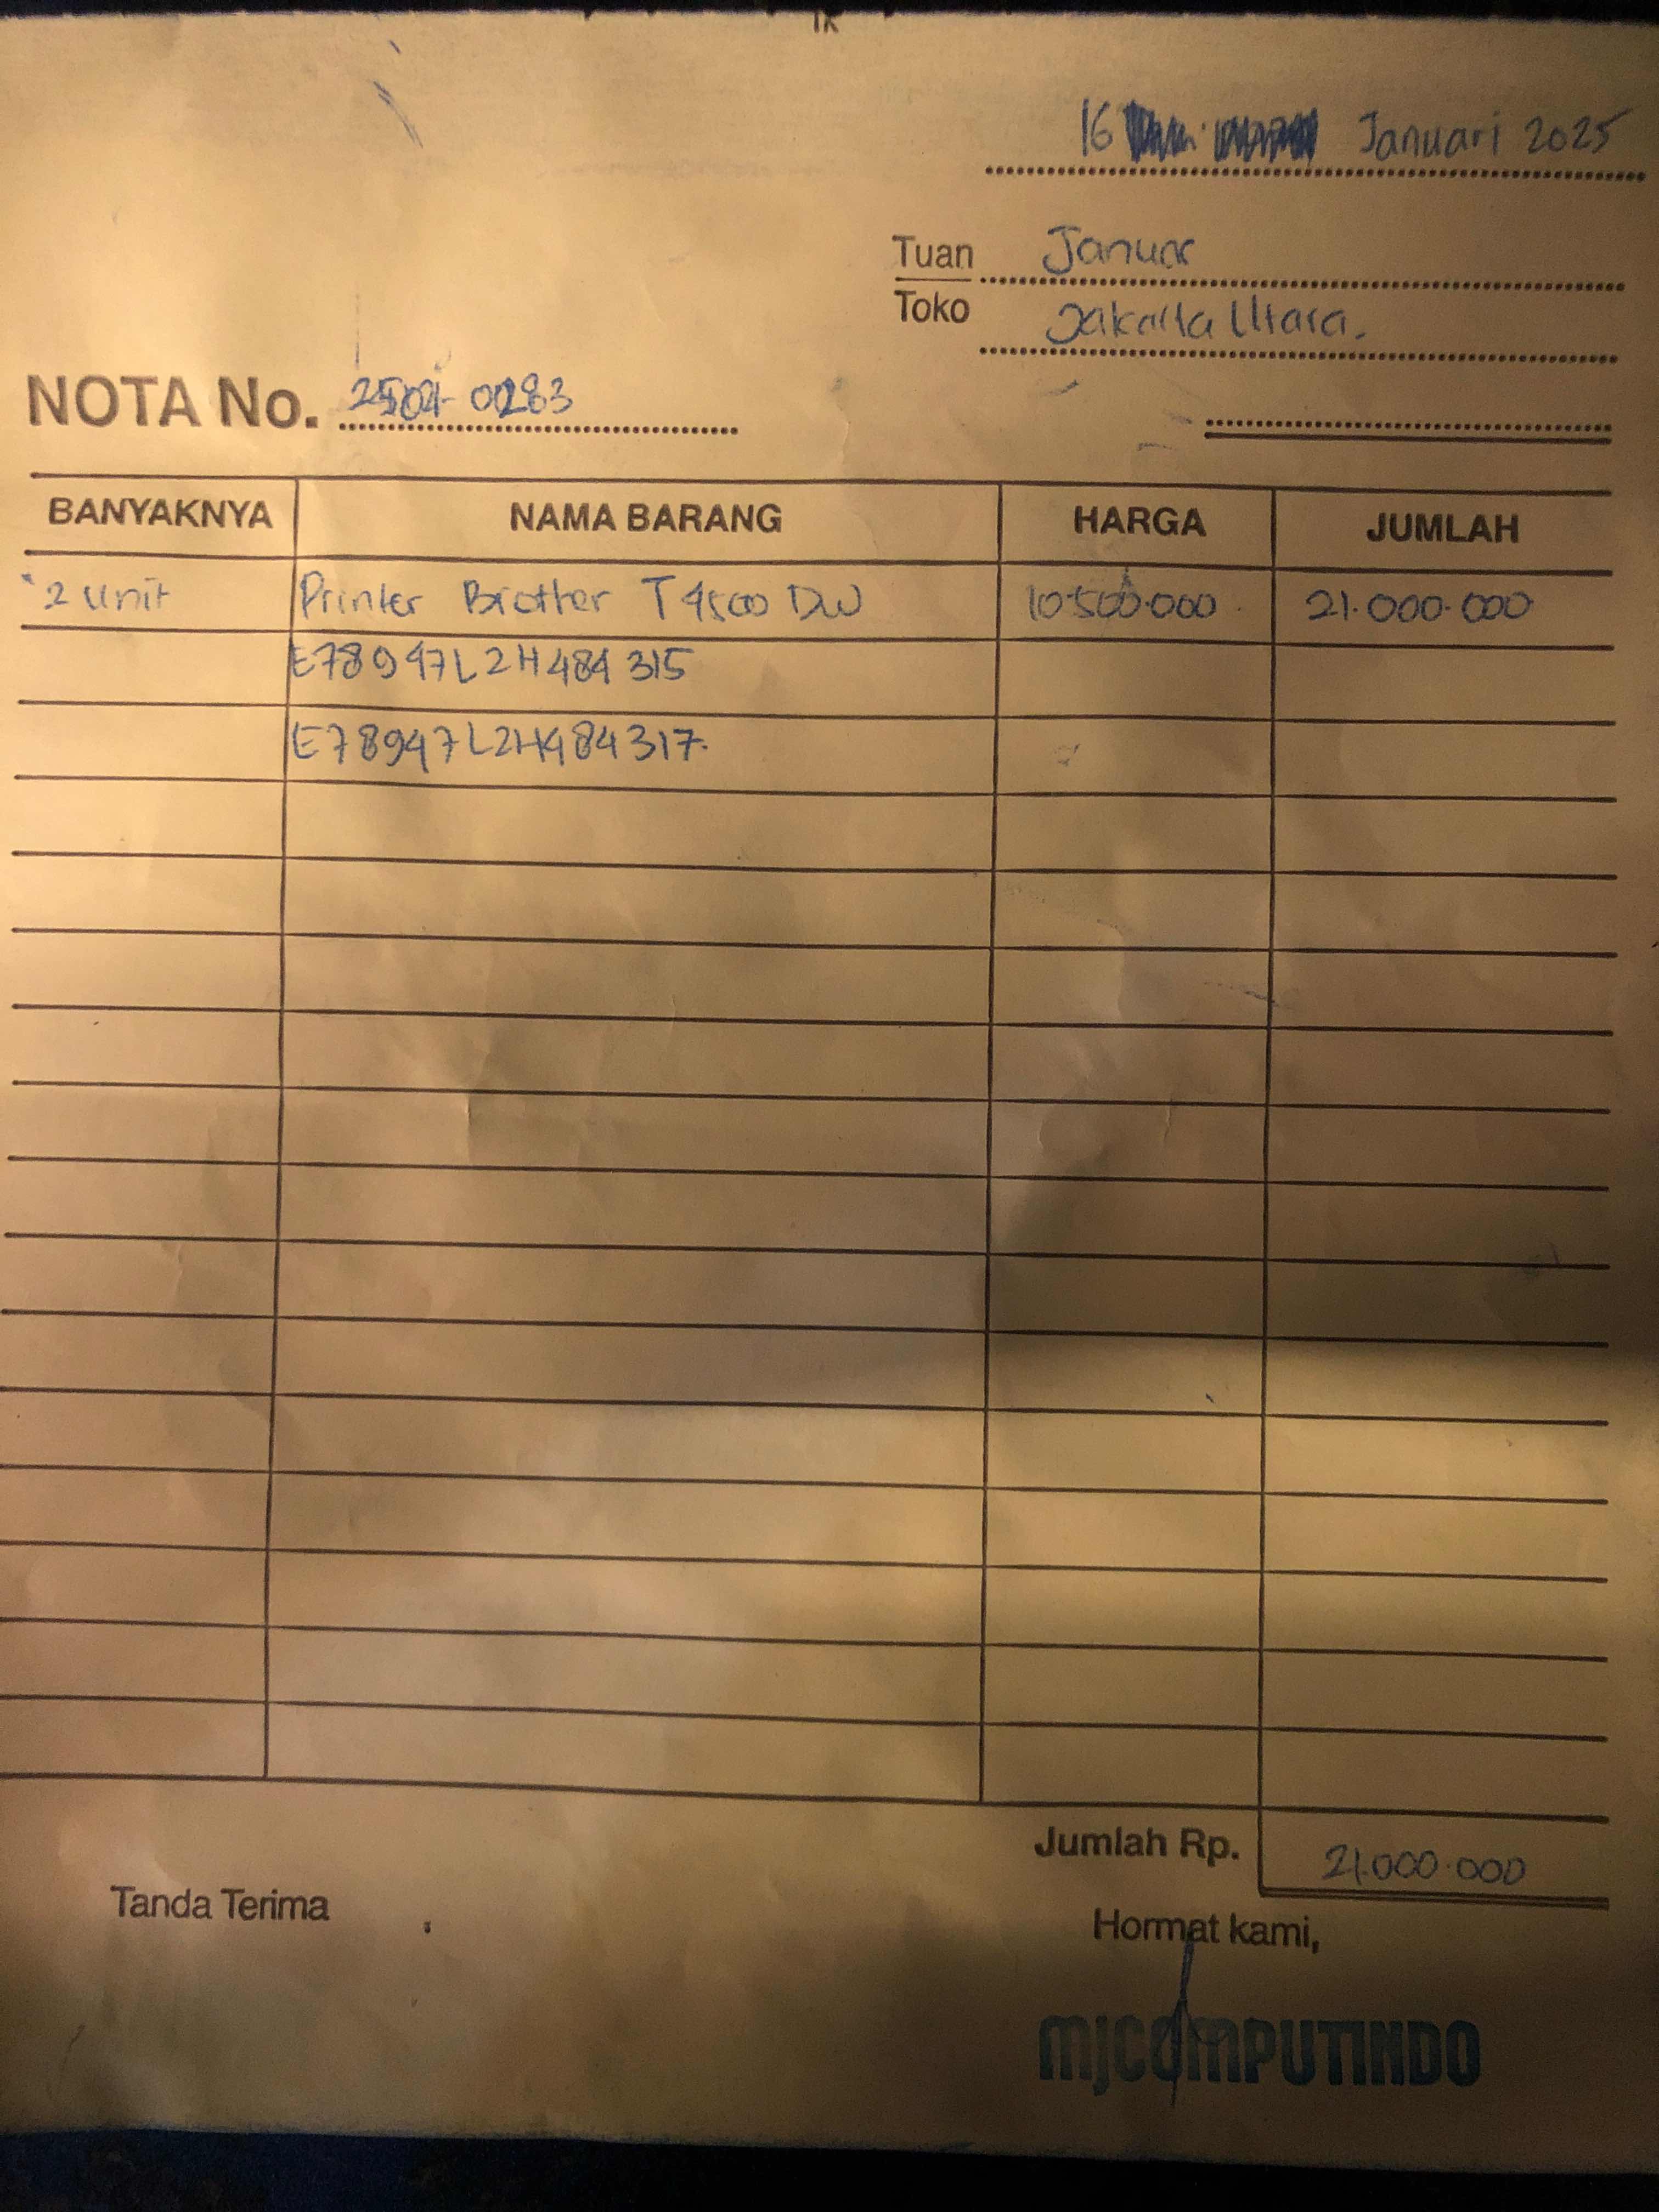 16 Januari 2025
Tuan Januar
Toko Jakarta Utara.
NOTA No. 2501-00283
BANYAKNYA NAMA BARANG HARGA JUMLAH
2 Unit Printer Brother T4500 DW 10.500.000 21.000.000
E78947L2H484315
E78947L2H484317.
Jumlah Rp. 21.000.000
Tanda Terima Hormat kami,
mjCOMPUTINDO